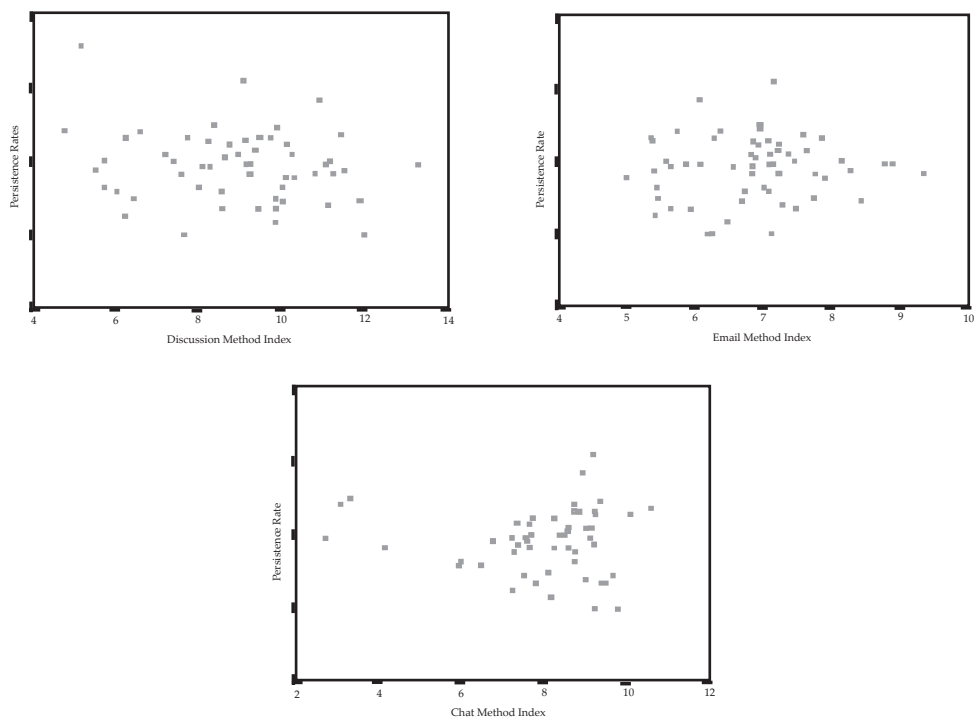 Persistence Rates
4 6 8 10 12 14
Discussion Method Index
Persistence Rate
4 5 6 7 8 9 10
Email Method Index
Persistence Rate
2 4 6 8 10 12
Chat Method Index